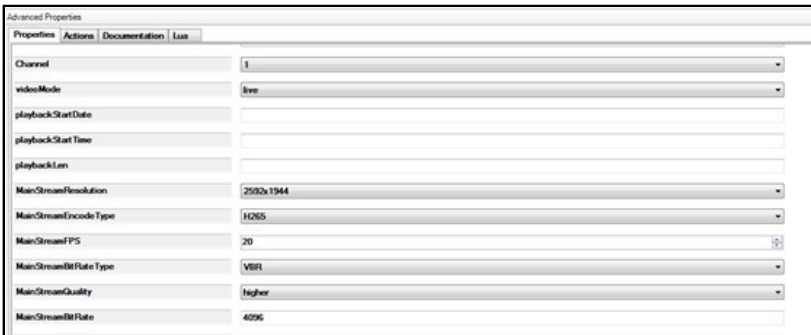 Advanced Properties
Properties Actions Documentation Lua
Channel 1
videoMode live
playbackStartDate
playbackStartTime
playbackLen
MainStreamResolution 2592x1944
MainStreamEncodeType H265
MainStreamFPS 20
MainStreamBitRateType VBR
MainStreamQuality higher
MainStreamBitRate 4096